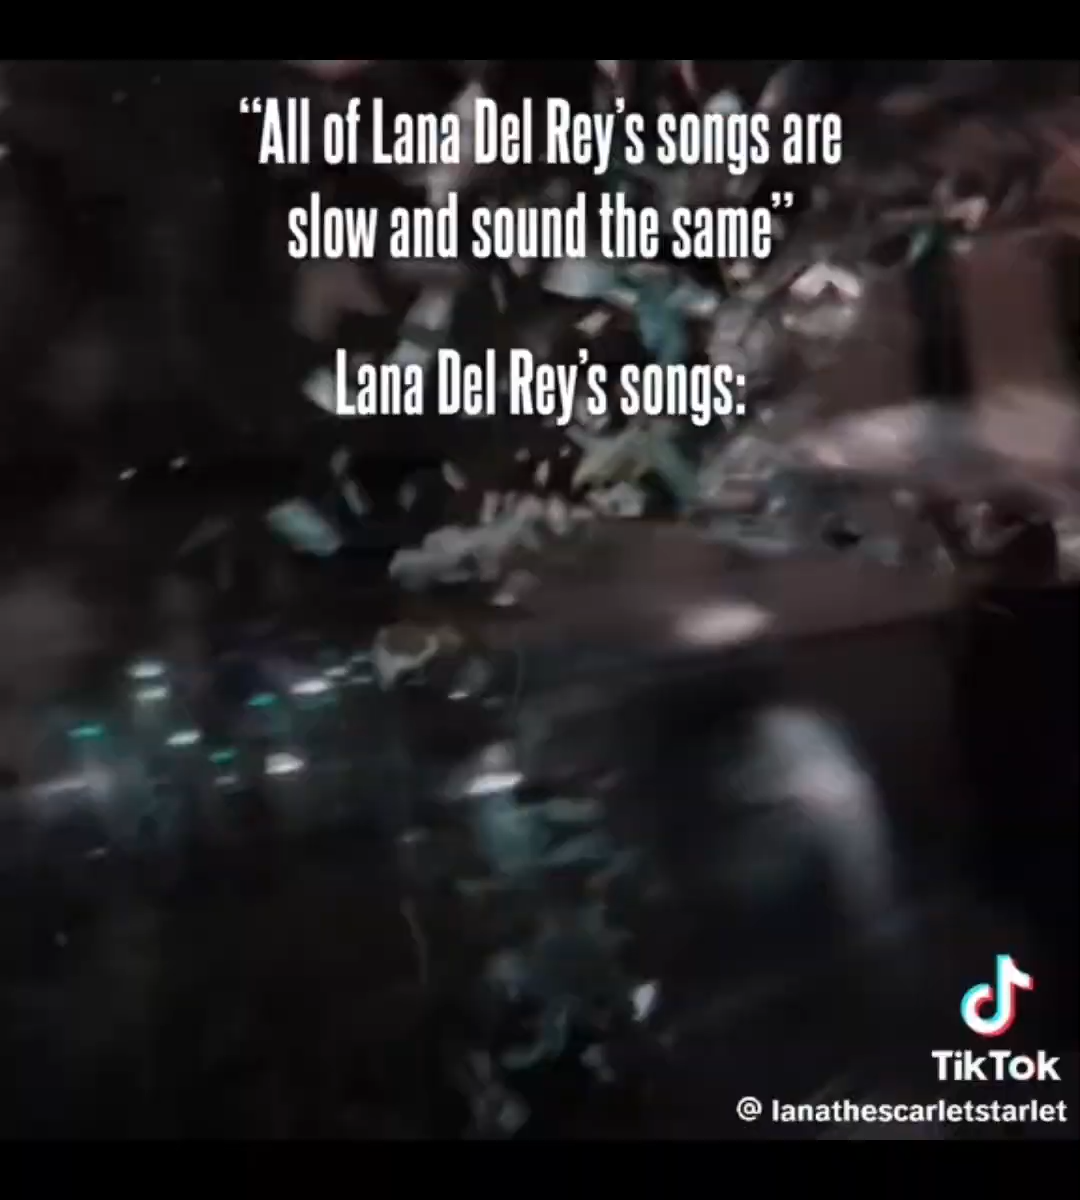 “All of Lana Del Rey’s songs are
slow and sound the same”
Lana Del Rey’s songs:
TikTok
@ lanathescarletstarlet